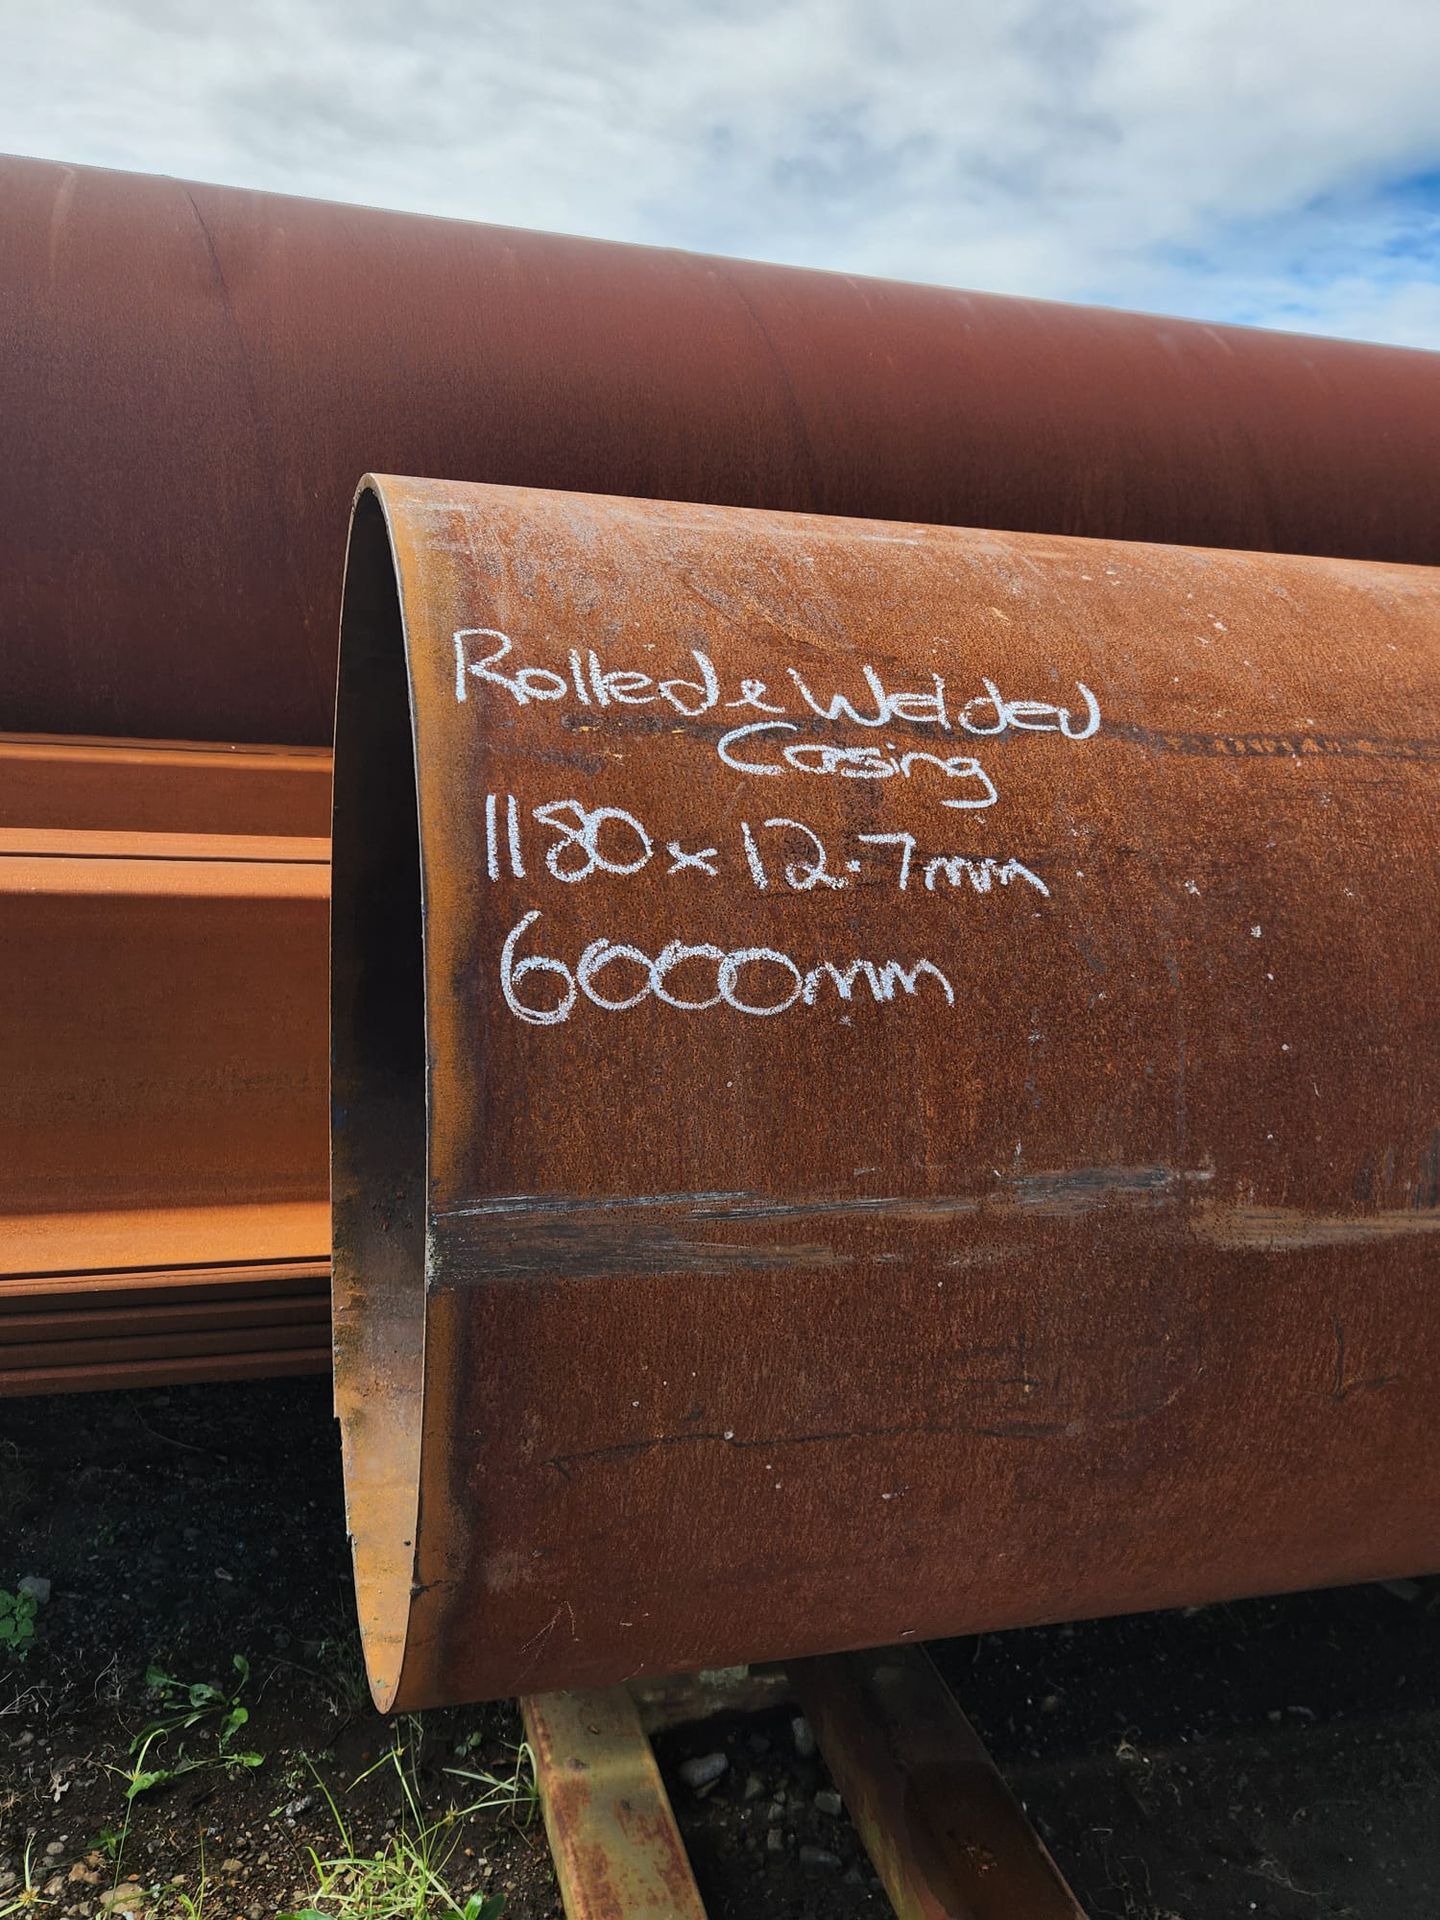 Rolled & Welded
Casing
1180 x 12.7mm
6000mm